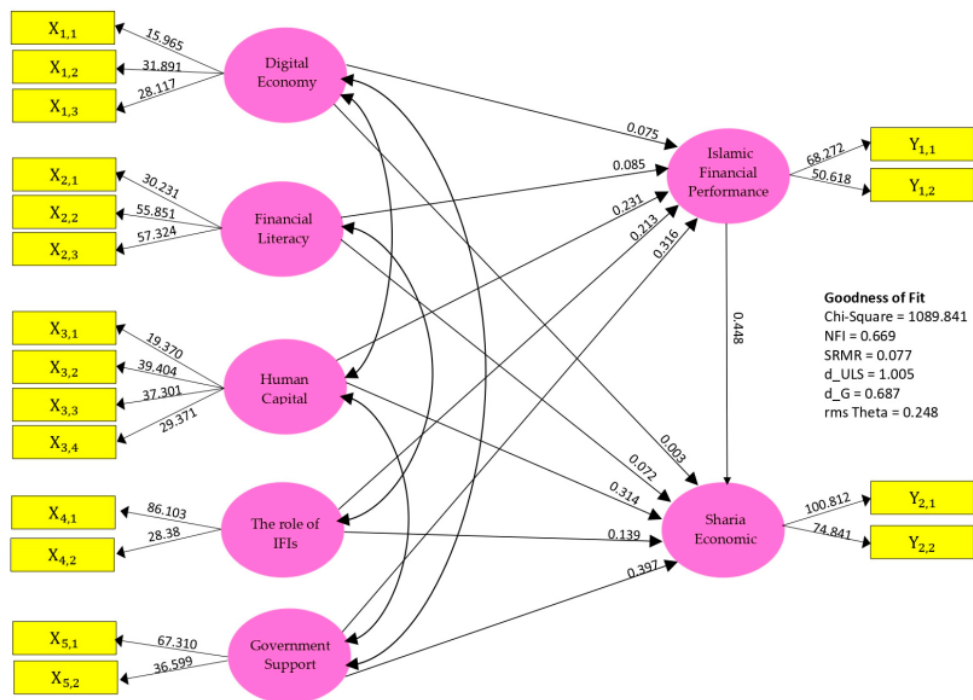 X1,1
X1,2
X1,3
15.965
31.891
28.117
Digital
Economy
X2,1
X2,2
X2,3
30.231
55.851
57.324
Financial
Literacy
X3,1
X3,2
X3,3
X3,4
19.370
39.404
37.301
29.371
Human
Capital
X4,1
X4,2
86.103
28.38
The role of
IFIs
X5,1
X5,2
67.310
36.599
Government
Support
0.075
0.085
0.231
0.213
0.316
Islamic
Financial
Performance
68.272
50.618
Y1,1
Y1,2
0.448
Goodness of Fit
Chi-Square = 1089.841
NFI = 0.669
SRMR = 0.077
d_ULS = 1.005
d_G = 0.687
rms Theta = 0.248
0.003
0.072
0.314
0.139
0.397
Sharia
Economic
100.812
74.841
Y2,1
Y2,2